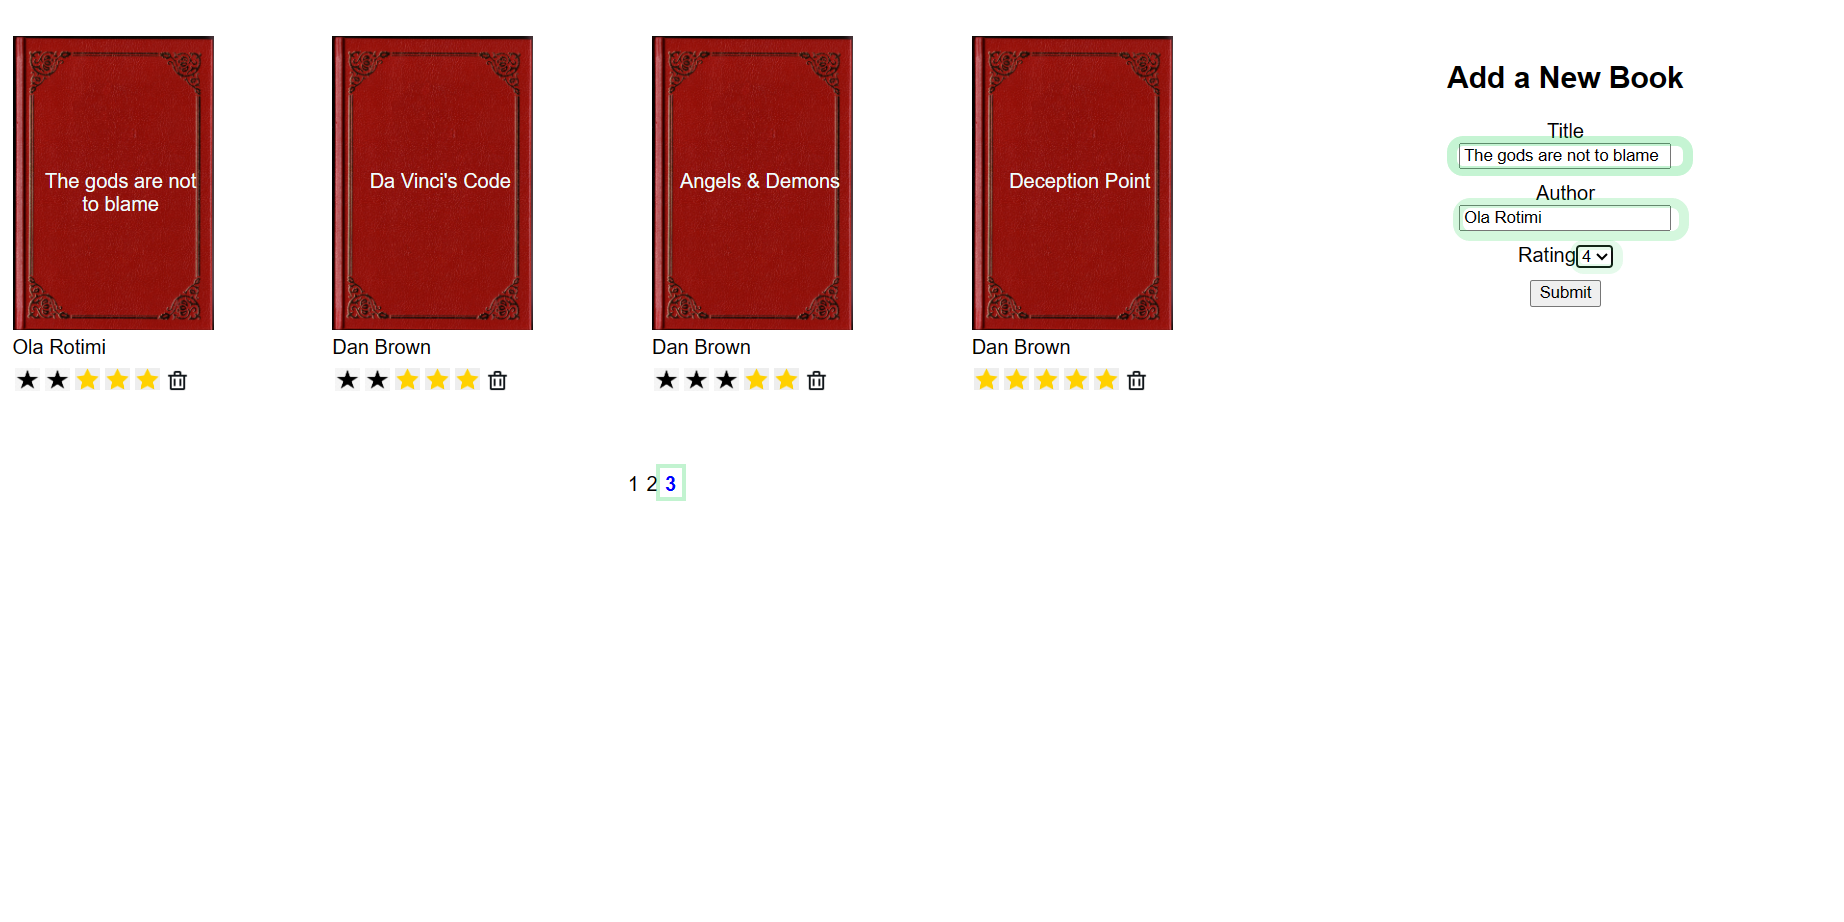 The gods are not
to blame
Ola Rotimi
Da Vinci's Code
Dan Brown
Angels & Demons
Dan Brown
Deception Point
Dan Brown
1 2 3
Add a New Book
Title
The gods are not to blame
Author
Ola Rotimi
Rating 4
Submit